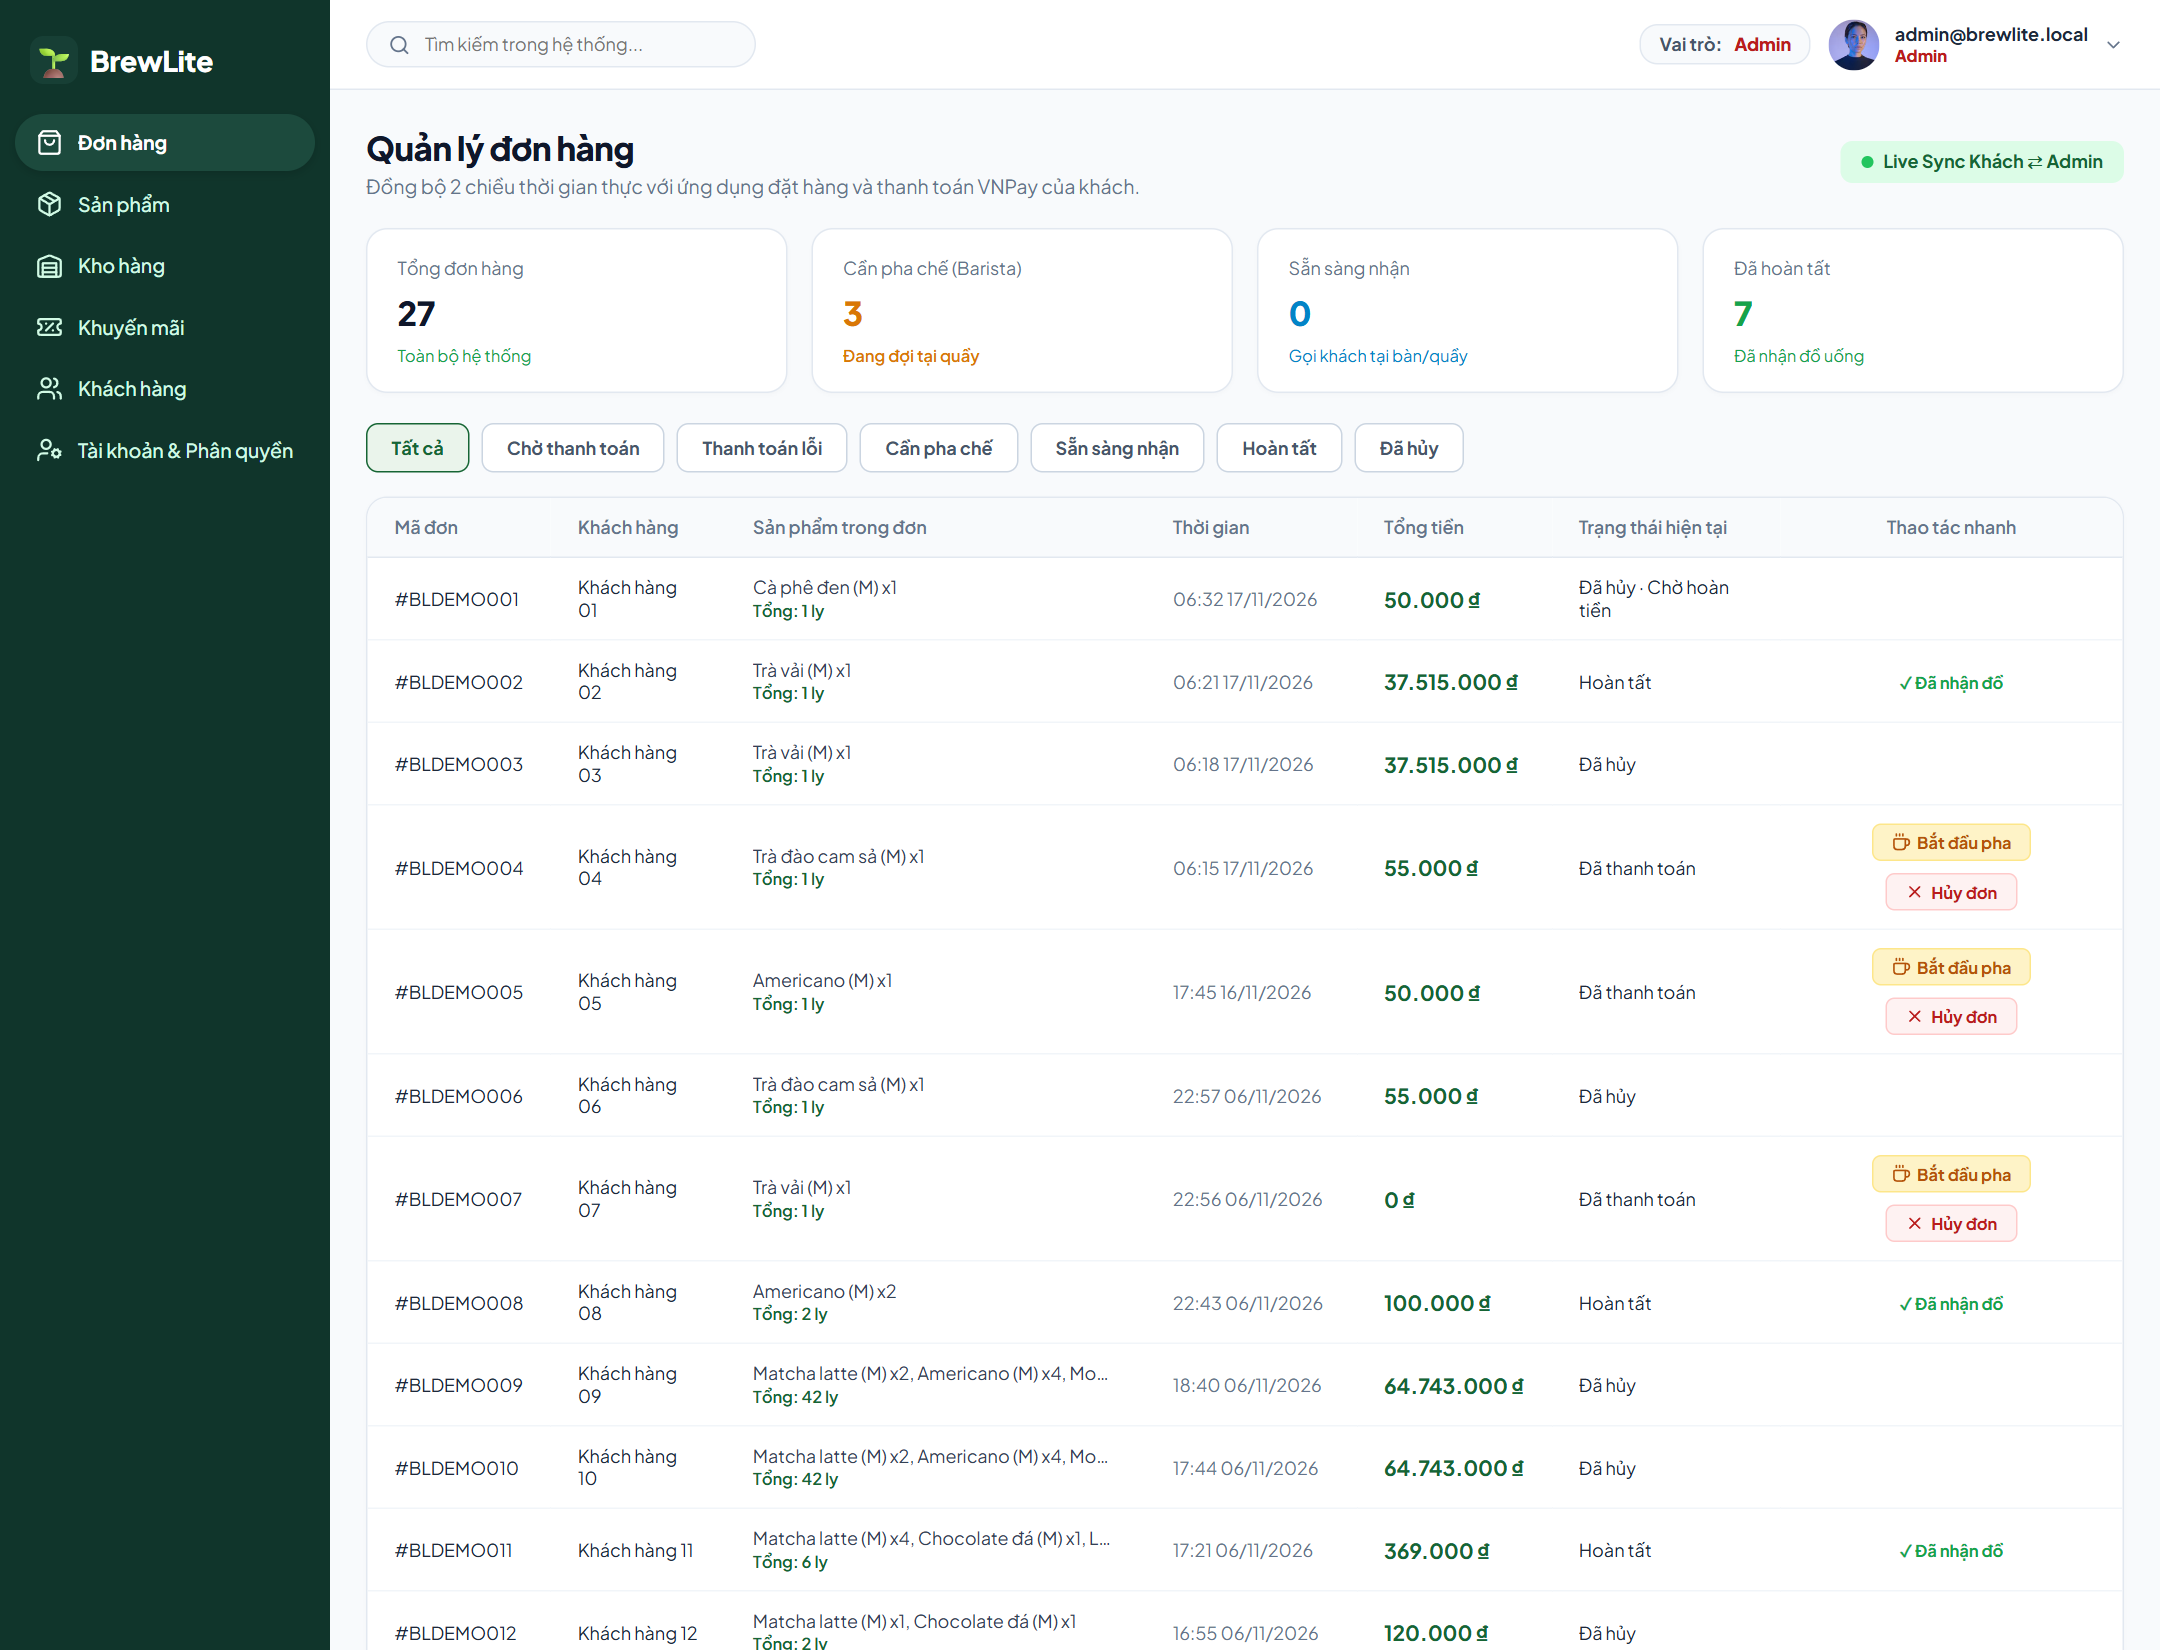 BrewLite
Đơn hàng
Sản phẩm
Kho hàng
Khuyến mãi
Khách hàng
Tài khoản & Phân quyền
Tìm kiếm trong hệ thống...
Vai trò: Admin
admin@brewlite.local
Admin
Quản lý đơn hàng
Đồng bộ 2 chiều thời gian thực với ứng dụng đặt hàng và thanh toán VNPay của khách.
Live Sync Khách ⇄ Admin
Tổng đơn hàng
27
Toàn bộ hệ thống
Cần pha chế (Barista)
3
Đang đợi tại quầy
Sẵn sàng nhận
0
Gọi khách tại bàn/quầy
Đã hoàn tất
7
Đã nhận đồ uống
Tất cả
Chờ thanh toán
Thanh toán lỗi
Cần pha chế
Sẵn sàng nhận
Hoàn tất
Đã hủy
Mã đơn Khách hàng Sản phẩm trong đơn Thời gian Tổng tiền Trạng thái hiện tại Thao tác nhanh
#BLDEMO001
Khách hàng
01
Cà phê đen (M) x1
Tổng: 1 ly
06:32 17/11/2026
50.000 ₫
Đã hủy · Chờ hoàn
tiền
#BLDEMO002
Khách hàng
02
Trà vải (M) x1
Tổng: 1 ly
06:21 17/11/2026
37.515.000 ₫
Hoàn tất
✓ Đã nhận đồ
#BLDEMO003
Khách hàng
03
Trà vải (M) x1
Tổng: 1 ly
06:18 17/11/2026
37.515.000 ₫
Đã hủy
#BLDEMO004
Khách hàng
04
Trà đào cam sả (M) x1
Tổng: 1 ly
06:15 17/11/2026
55.000 ₫
Đã thanh toán
Bắt đầu pha
Hủy đơn
#BLDEMO005
Khách hàng
05
Americano (M) x1
Tổng: 1 ly
17:45 16/11/2026
50.000 ₫
Đã thanh toán
Bắt đầu pha
Hủy đơn
#BLDEMO006
Khách hàng
06
Trà đào cam sả (M) x1
Tổng: 1 ly
22:57 06/11/2026
55.000 ₫
Đã hủy
#BLDEMO007
Khách hàng
07
Trà vải (M) x1
Tổng: 1 ly
22:56 06/11/2026
0 ₫
Đã thanh toán
Bắt đầu pha
Hủy đơn
#BLDEMO008
Khách hàng
08
Americano (M) x2
Tổng: 2 ly
22:43 06/11/2026
100.000 ₫
Hoàn tất
✓ Đã nhận đồ
#BLDEMO009
Khách hàng
09
Matcha latte (M) x2, Americano (M) x4, Mo...
Tổng: 42 ly
18:40 06/11/2026
64.743.000 ₫
Đã hủy
#BLDEMO010
Khách hàng
10
Matcha latte (M) x2, Americano (M) x4, Mo...
Tổng: 42 ly
17:44 06/11/2026
64.743.000 ₫
Đã hủy
#BLDEMO011
Khách hàng 11
Matcha latte (M) x4, Chocolate đá (M) x1, L...
Tổng: 6 ly
17:21 06/11/2026
369.000 ₫
Hoàn tất
✓ Đã nhận đồ
#BLDEMO012
Khách hàng 12
Matcha latte (M) x1, Chocolate đá (M) x1
Tổng: 2 ly
16:55 06/11/2026
120.000 ₫
Đã hủy